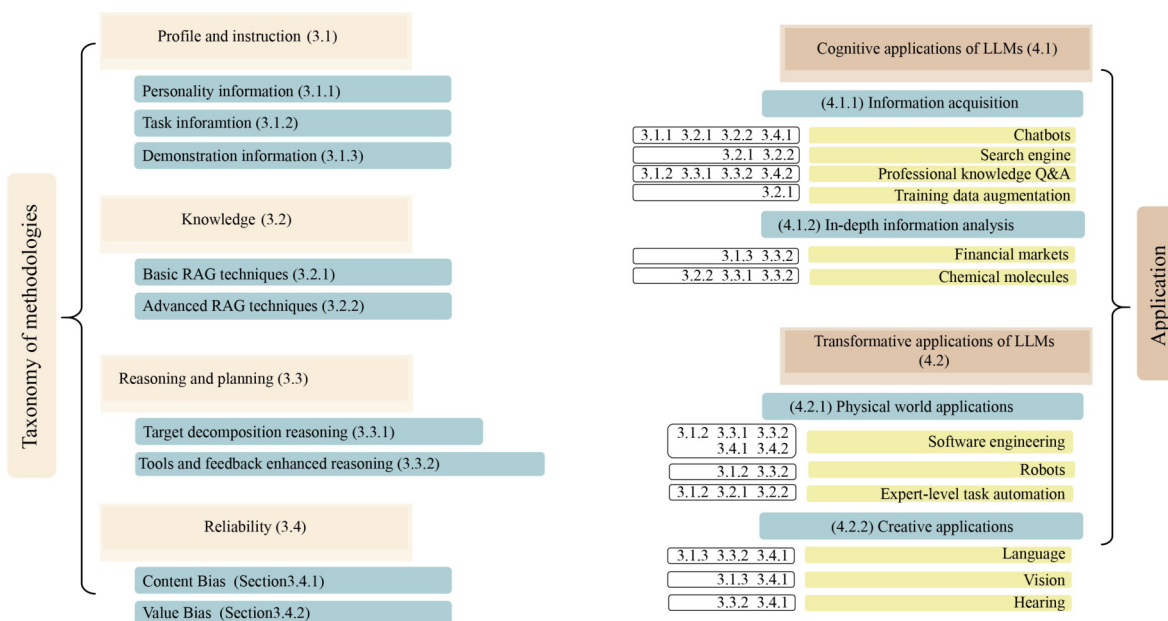 Taxonomy of methodologies
Profile and instruction (3.1)
Personality information (3.1.1)
Task inforamtion (3.1.2)
Demonstration information (3.1.3)
Knowledge (3.2)
Basic RAG techniques (3.2.1)
Advanced RAG techniques (3.2.2)
Reasoning and planning (3.3)
Target decomposition reasoning (3.3.1)
Tools and feedback enhanced reasoning (3.3.2)
Reliability (3.4)
Content Bias (Section3.4.1)
Value Bias (Section3.4.2)
Application
Cognitive applications of LLMs (4.1)
(4.1.1) Information acquisition
3.1.1 3.2.1 3.2.2 3.4.1 Chatbots
3.2.1 3.2.2 Search engine
3.1.2 3.3.1 3.3.2 3.4.2 Professional knowledge Q&A
3.2.1 Training data augmentation
(4.1.2) In-depth information analysis
3.1.3 3.3.2 Financial markets
3.2.2 3.3.1 3.3.2 Chemical molecules
Transformative applications of LLMs
(4.2)
(4.2.1) Physical world applications
3.1.2 3.3.1 3.3.2
3.4.1 3.4.2
Software engineering
3.1.2 3.3.2 Robots
3.1.2 3.2.1 3.2.2 Expert-level task automation
(4.2.2) Creative applications
3.1.3 3.3.2 3.4.1 Language
3.1.3 3.4.1 Vision
3.3.2 3.4.1 Hearing